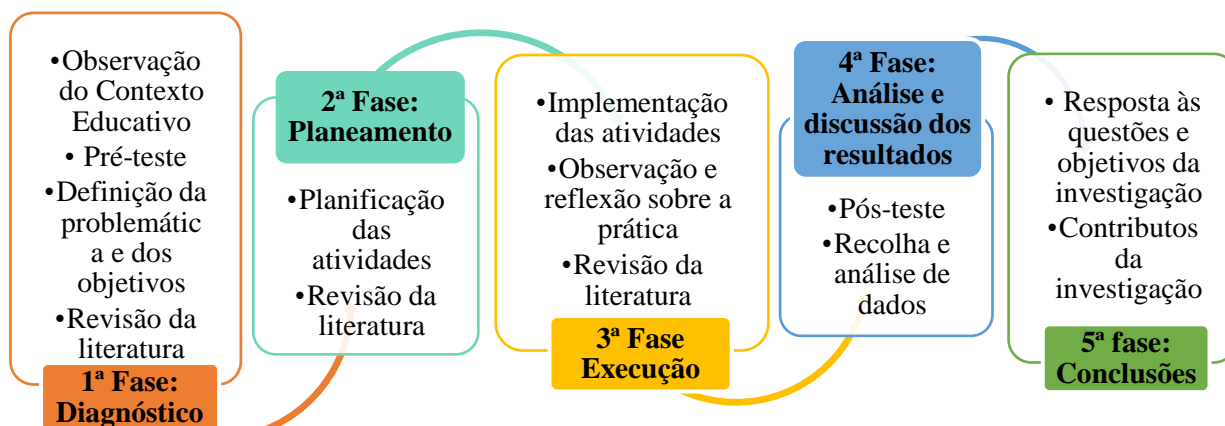 •Observação
do Contexto
Educativo
• Pré-teste
•Definição da
problemátic
a e dos
objetivos
•Revisão da
literatura
1ª Fase:
Diagnóstico
2ª Fase:
Planeamento
•Planificação
das
atividades
•Revisão da
literatura
•Implementação
das atividades
•Observação e
reflexão sobre a
prática
•Revisão da
literatura
3ª Fase
Execução
4ª Fase:
Análise e
discussão dos
resultados
•Pós-teste
•Recolha e
análise de
dados
• Resposta às
questões e
objetivos da
investigação
•Contributos
da
investigação
5ª fase:
Conclusões